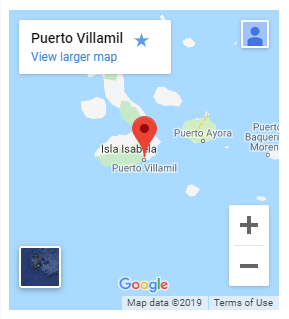 Puerto Villamil
View larger map
Puerto Ayora
Puerto
Baqueri
Moren
Isla Isabela
Puerto Villamil
+
−
Google
Map data ©2019
Terms of Use